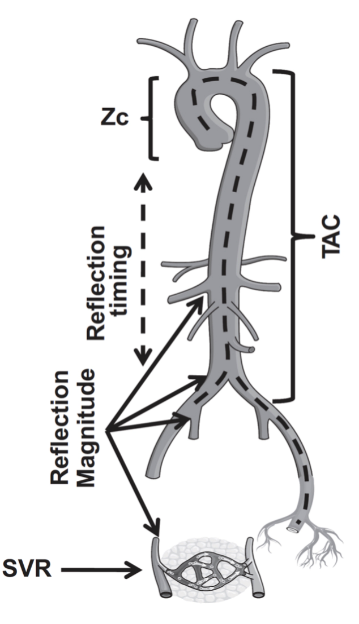 Zc
TAC
Reflection
timing
Reflection
Magnitude
SVR